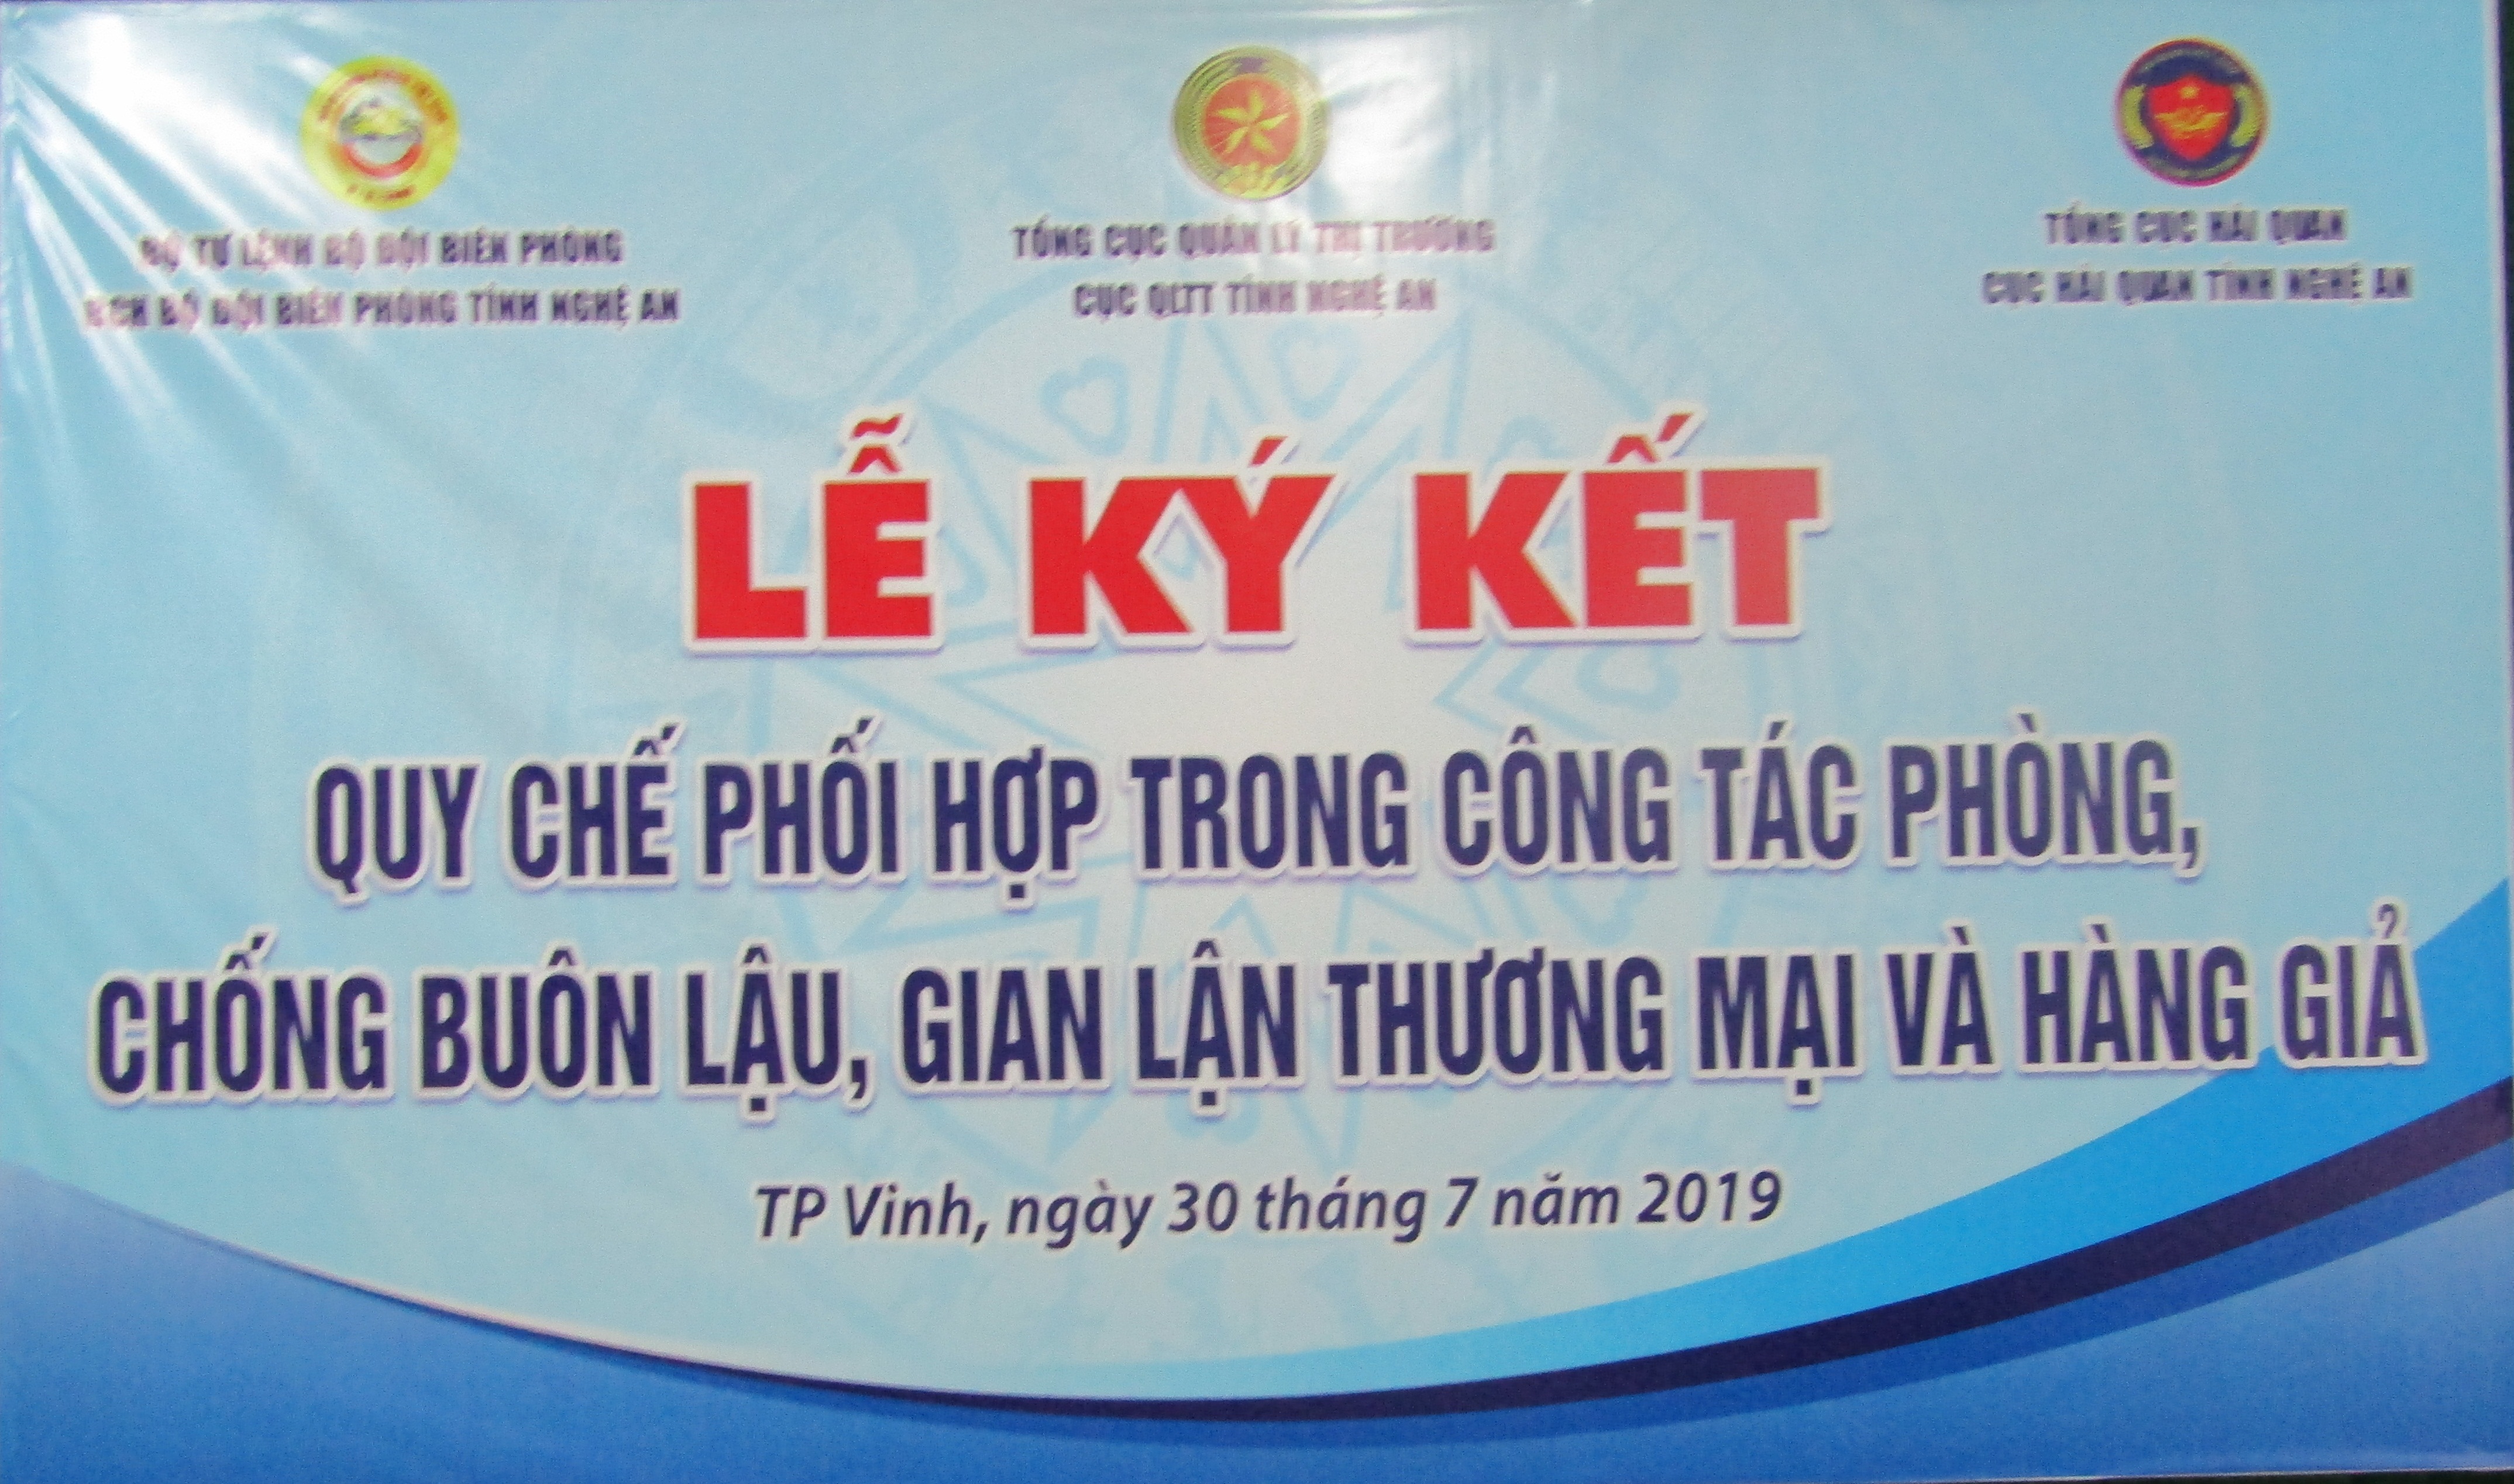 BỘ TƯ LỆNH BỘ ĐỘI BIÊN PHÒNG
BCH BỘ ĐỘI BIÊN PHÒNG TỈNH NGHỆ AN
TỔNG CỤC QUẢN LÝ THỊ TRƯỜNG
CỤC QLTT TỈNH NGHỆ AN
TỔNG CỤC HẢI QUAN
CỤC HẢI QUAN TỈNH NGHỆ AN
LỄ KÝ KẾT
QUY CHẾ PHỐI HỢP TRONG CÔNG TÁC PHÒNG,
CHỐNG BUÔN LẬU, GIAN LẬN THƯƠNG MẠI VÀ HÀNG GIẢ
TP Vinh, ngày 30 tháng 7 năm 2019